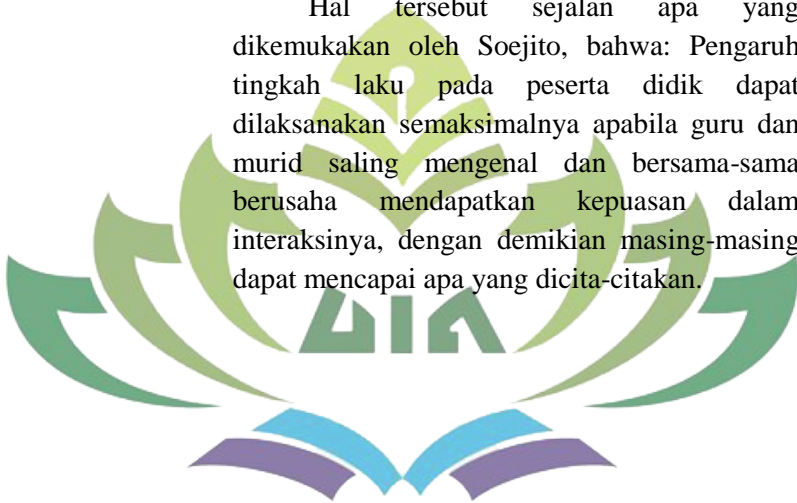 Hal tersebut sejalan apa yang
dikemukakan oleh Soejito, bahwa: Pengaruh
tingkah laku pada peserta didik dapat
dilaksanakan semaksimalnya apabila guru dan
murid saling mengenal dan bersama-sama
berusaha mendapatkan kepuasan dalam
interaksinya, dengan demikian masing-masing
dapat mencapai apa yang dicita-citakan.
UIN